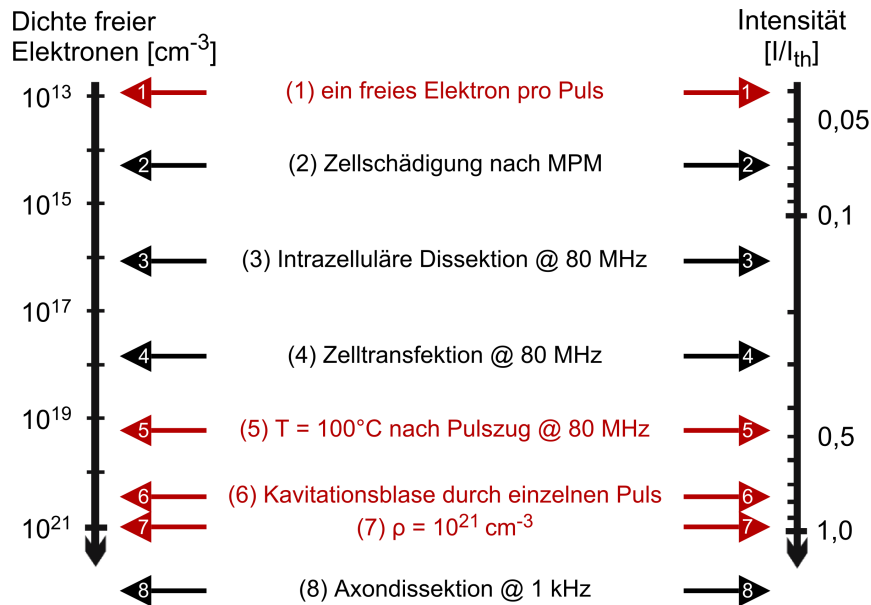 Dichte freier
Elektronen [cm⁻³]
Intensität
[I/I_th]
10¹³
1
(1) ein freies Elektron pro Puls
1
0,05
2
(2) Zellschädigung nach MPM
2
10¹⁵
0,1
3
(3) Intrazelluläre Dissektion @ 80 MHz
3
10¹⁷
4
(4) Zelltransfektion @ 80 MHz
4
10¹⁹
5
(5) T = 100°C nach Pulszug @ 80 MHz
5
0,5
6
(6) Kavitationsblase durch einzelnen Puls
6
10²¹
7
(7) ρ = 10²¹ cm⁻³
7
1,0
8
(8) Axondissektion @ 1 kHz
8